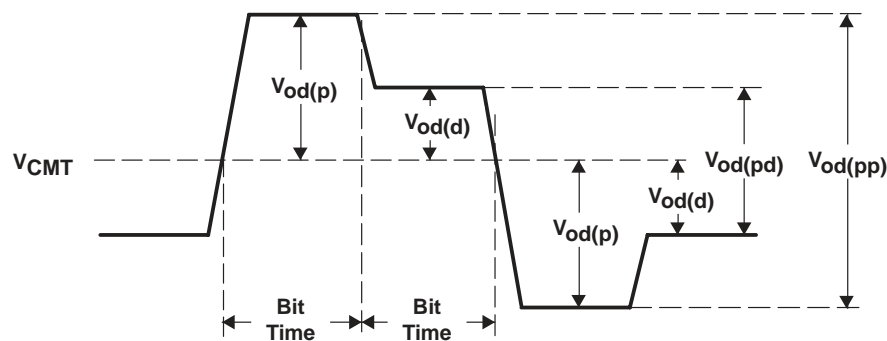 Vod(p)
Vod(d)
VCMT
Vod(pd)
Vod(pp)
Vod(d)
Vod(p)
Bit
Time
Bit
Time